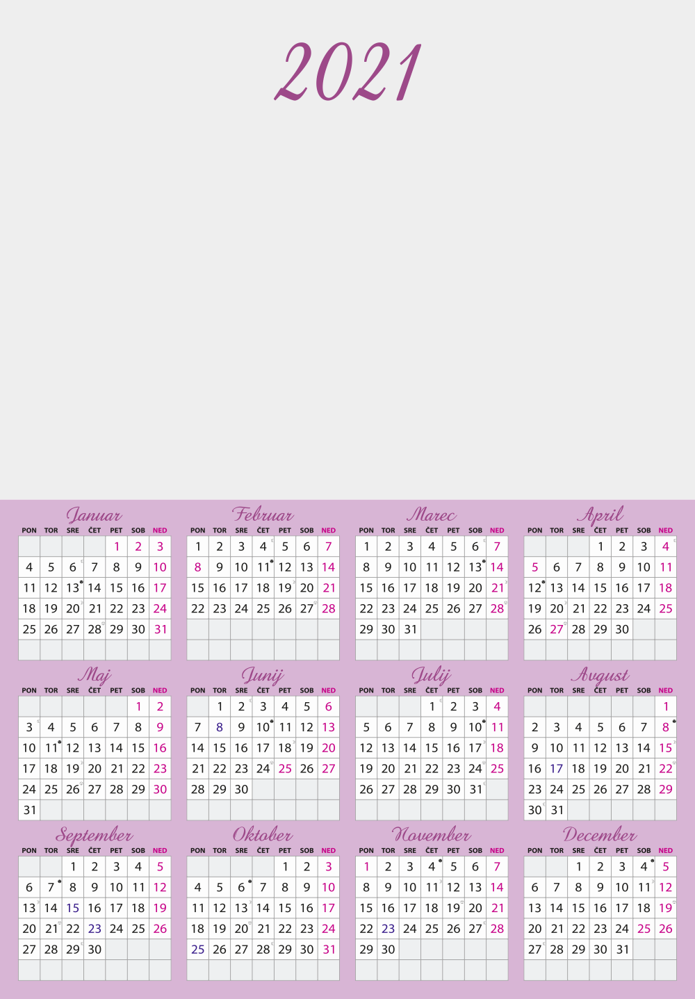 2021
Januar Februar Marec April
PON TOR SRE ČET PET SOB NED PON TOR SRE ČET PET SOB NED PON TOR SRE ČET PET SOB NED PON TOR SRE ČET PET SOB NED
1 2 3 1 2 3 4 5 6 7 1 2 3 4 5 6 7 1 2 3 4
4 5 6 7 8 9 10 8 9 10 11 12 13 14 8 9 10 11 12 13 14 5 6 7 8 9 10 11
11 12 13 14 15 16 17 15 16 17 18 19 20 21 15 16 17 18 19 20 21 12 13 14 15 16 17 18
18 19 20 21 22 23 24 22 23 24 25 26 27 28 22 23 24 25 26 27 28 19 20 21 22 23 24 25
25 26 27 28 29 30 31 29 30 31 26 27 28 29 30
Maj Junij Julij Avgust
PON TOR SRE ČET PET SOB NED PON TOR SRE ČET PET SOB NED PON TOR SRE ČET PET SOB NED PON TOR SRE ČET PET SOB NED
1 2 1 2 3 4 5 6 1 2 3 4 1
3 4 5 6 7 8 9 7 8 9 10 11 12 13 5 6 7 8 9 10 11 2 3 4 5 6 7 8
10 11 12 13 14 15 16 14 15 16 17 18 19 20 12 13 14 15 16 17 18 9 10 11 12 13 14 15
17 18 19 20 21 22 23 21 22 23 24 25 26 27 19 20 21 22 23 24 25 16 17 18 19 20 21 22
24 25 26 27 28 29 30 28 29 30 26 27 28 29 30 31 23 24 25 26 27 28 29
31 30 31
September Oktober November December
PON TOR SRE ČET PET SOB NED PON TOR SRE ČET PET SOB NED PON TOR SRE ČET PET SOB NED PON TOR SRE ČET PET SOB NED
1 2 3 4 5 1 2 3 1 2 3 4 5 6 7 1 2 3 4 5
6 7 8 9 10 11 12 4 5 6 7 8 9 10 8 9 10 11 12 13 14 6 7 8 9 10 11 12
13 14 15 16 17 18 19 11 12 13 14 15 16 17 15 16 17 18 19 20 21 13 14 15 16 17 18 19
20 21 22 23 24 25 26 18 19 20 21 22 23 24 22 23 24 25 26 27 28 20 21 22 23 24 25 26
27 28 29 30 25 26 27 28 29 30 31 29 30 27 28 29 30 31